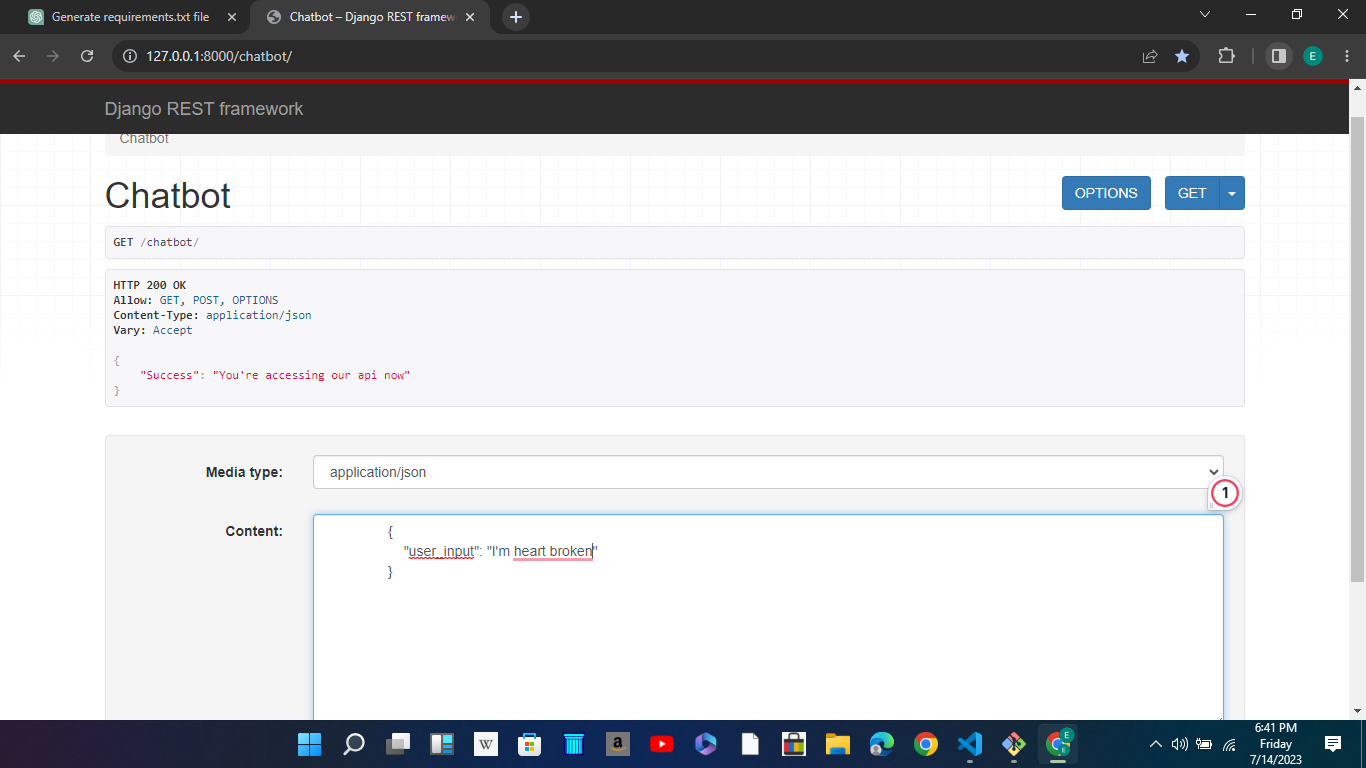 Generate requirements.txt file
Chatbot – Django REST framew
127.0.0.1:8000/chatbot/
E
Django REST framework
Chatbot
Chatbot
OPTIONS
GET
GET /chatbot/
HTTP 200 OK
Allow: GET, POST, OPTIONS
Content-Type: application/json
Vary: Accept
{
"Success": "You're accessing our api now"
}
Media type:
application/json
1
Content:
{
"user_input": "I'm heart broken"
}
W
a
E
6:41 PM
Friday
7/14/2023